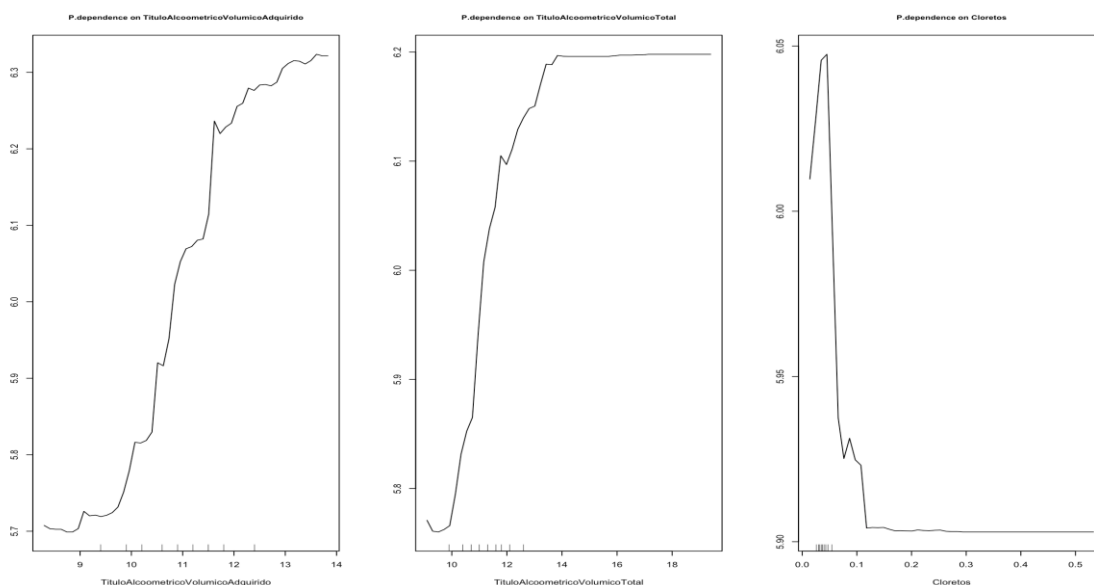 P.dependence on TituloAlcoometricoVolumicoAdquirido
6.3
6.2
6.1
6.0
5.9
5.8
5.7
9 10 11 12 13 14
TituloAlcoometricoVolumicoAdquirido
P.dependence on TituloAlcoometricoVolumicoTotal
6.2
6.1
6.0
5.9
5.8
10 12 14 16 18
TituloAlcoometricoVolumicoTotal
P.dependence on Cloretos
6.05
6.00
5.95
5.90
0.0 0.1 0.2 0.3 0.4 0.5
Cloretos